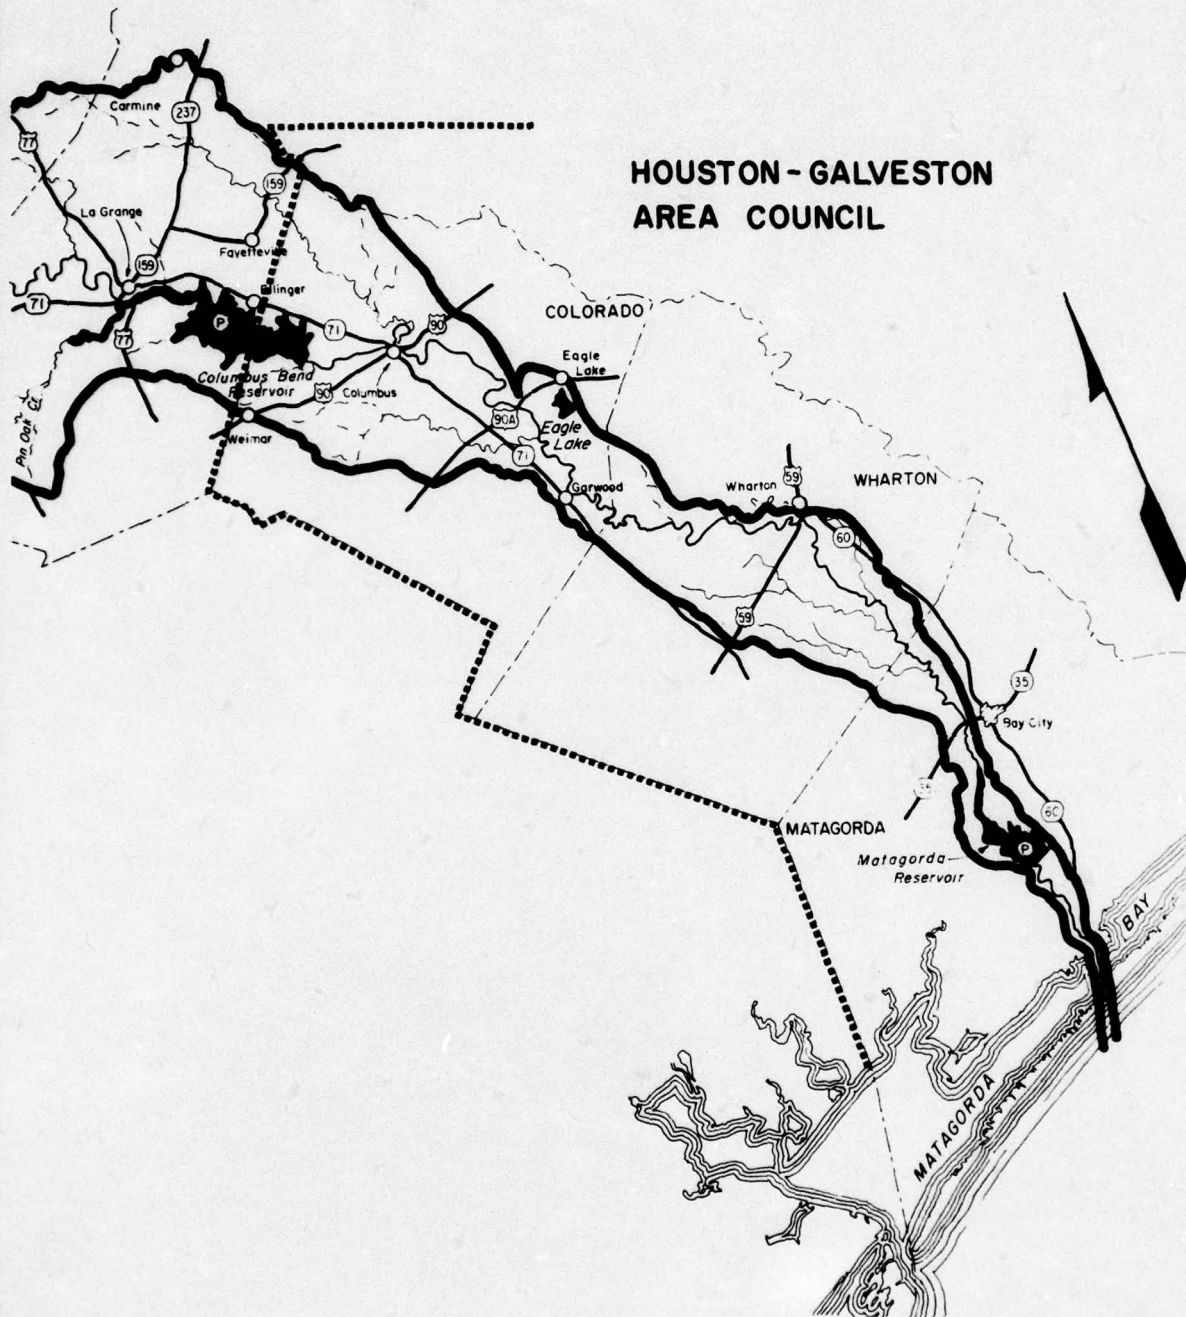 HOUSTON-GALVESTON
AREA COUNCIL
Carmine
237
77
159
La Grange
Fayetteville
159
71
77
Ellinger
P
71
90
COLORADO
Eagle
Lake
Columbus Bend
Reservoir
90
Columbus
90A
Eagle
Lake
Weimar
Pin Oak Cr.
71
Garwood
Wharton
59
WHARTON
60
59
35
Bay City
35
60
MATAGORDA
Matagorda
Reservoir
P
MATAGORDA BAY